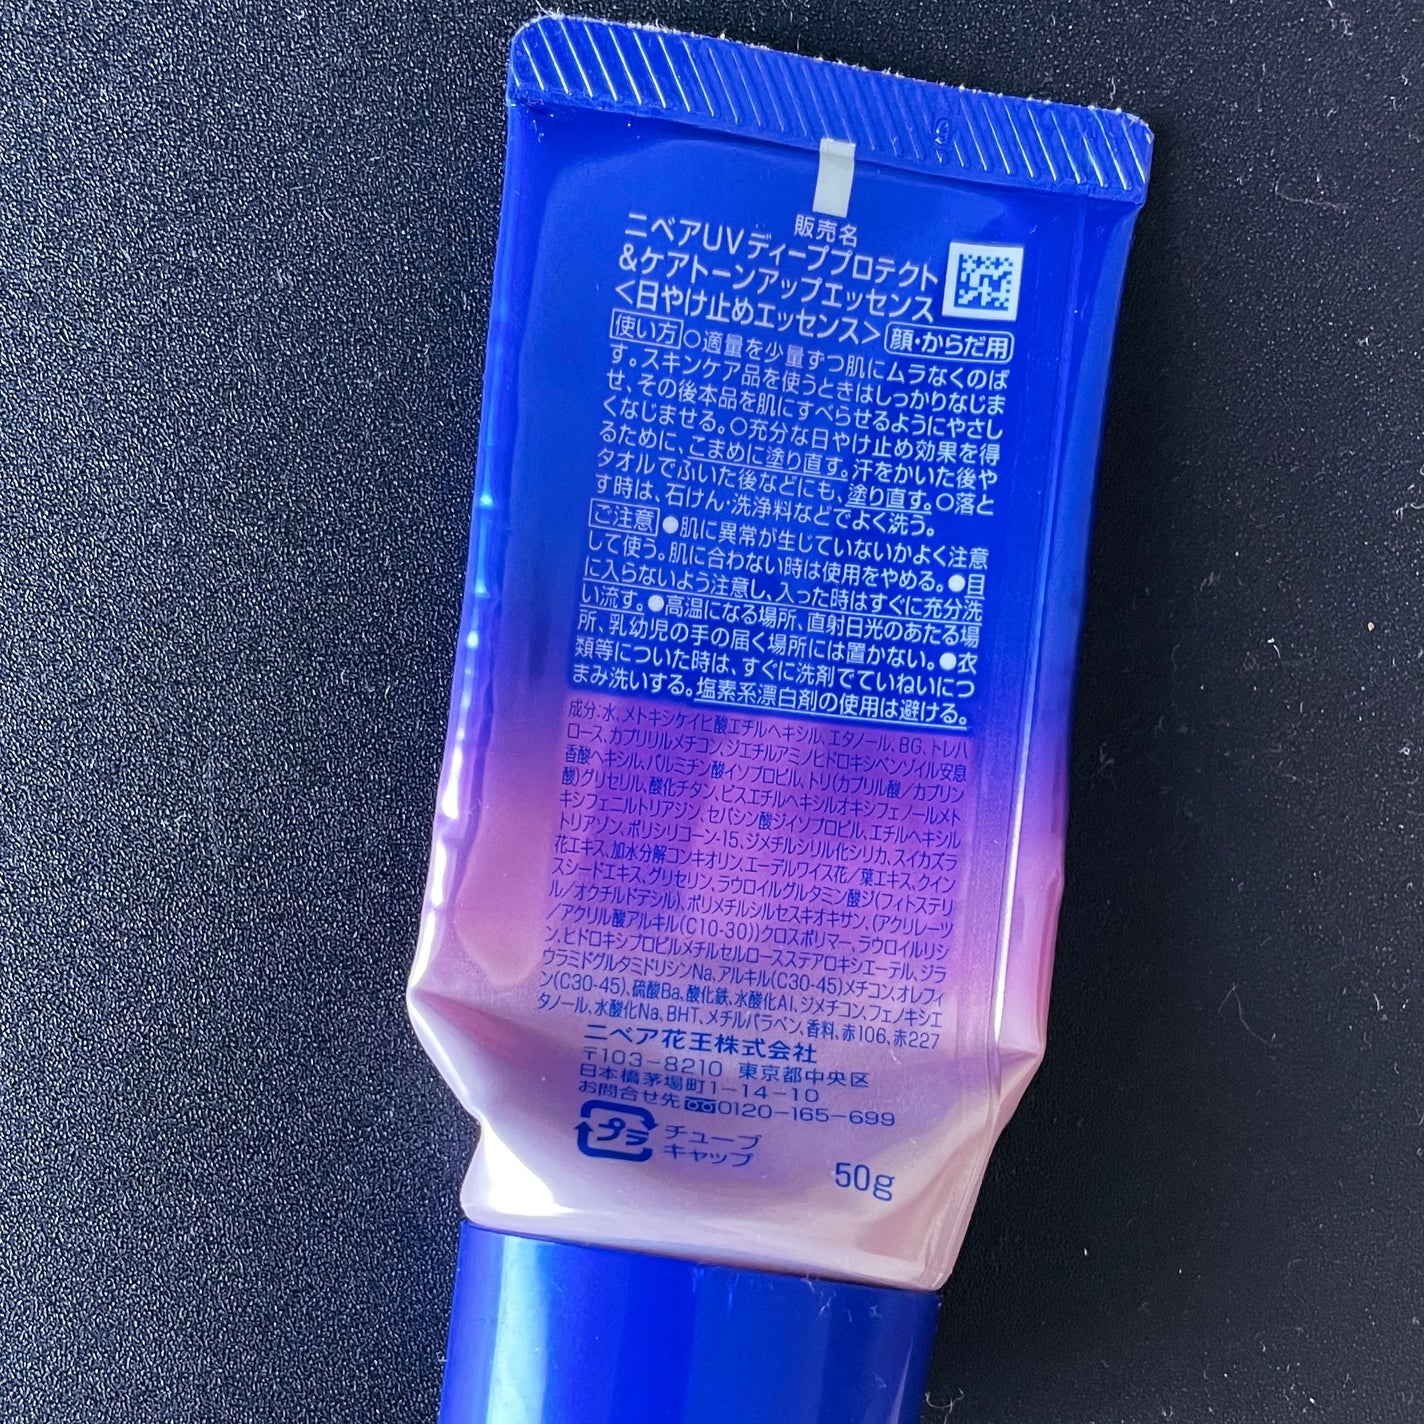 販売名
ニベアUVディーププロテクト
&ケアトーンアップエッセンス
<日やけ止めエッセンス> 顔・からだ用
使い方 ○適量を少量ずつ肌にムラなくのば
す。スキンケア品を使うときはしっかりなじま
せ、その後本品を肌にすべらせるようにやさし
くなじませる。○充分な日やけ止め効果を得
るために、こまめに塗り直す。汗をかいた後や
タオルでふいた後などにも、塗り直す。○落と
す時は、石けん・洗浄料などでよく洗う。
ご注意 ●肌に異常が生じていないかよく注意
して使う。肌に合わない時は使用をやめる。●目
に入らないよう注意し、入った時はすぐに充分洗
い流す。●高温になる場所、直射日光のあたる場
所、乳幼児の手の届く場所には置かない。●衣
類等についた時は、すぐに洗剤でていねいにつ
まみ洗いする。塩素系漂白剤の使用は避ける。
成分:水、メトキシケイヒ酸エチルヘキシル、エタノール、BG、トレハ
ロース、カプリリルメチコン、ジエチルアミノヒドロキシベンゾイル安息
香酸ヘキシル、パルミチン酸イソプロピル、トリ(カプリル酸/カプリン
酸)グリセリル、酸化チタン、ビスエチルヘキシルオキシフェノールメト
キシフェニルトリアジン、セバシン酸ジイソプロピル、エチルヘキシル
トリアゾン、ポリシリコーン-15、ジメチルシリル化シリカ、スイカズラ
花エキス、加水分解コンキオリン、エーデルワイス花/葉エキス、クイン
スシードエキス、グリセリン、ラウロイルグルタミン酸ジ(フィトステリ
ル/オクチルドデシル)、ポリメチルシルセスキオキサン、(アクリレーツ
/アクリル酸アルキル(C10-30))クロスポリマー、ラウロイルリシ
ン、ヒドロキシプロピルメチルセルロースステアロキシエーテル、ジラ
ウラミドグルタミドリシンNa、アルキル(C30-45)メチコン、オレフィ
ン(C30-45)、硫酸Ba、酸化鉄、水酸化Al、ジメチコン、フェノキシエ
タノール、水酸化Na、BHT、メチルパラベン、香料、赤106、赤227
ニベア花王株式会社
〒103-8210 東京都中央区
日本橋茅場町1-14-10
お問合せ先 0120-165-699
プラ チューブ
キャップ
50g